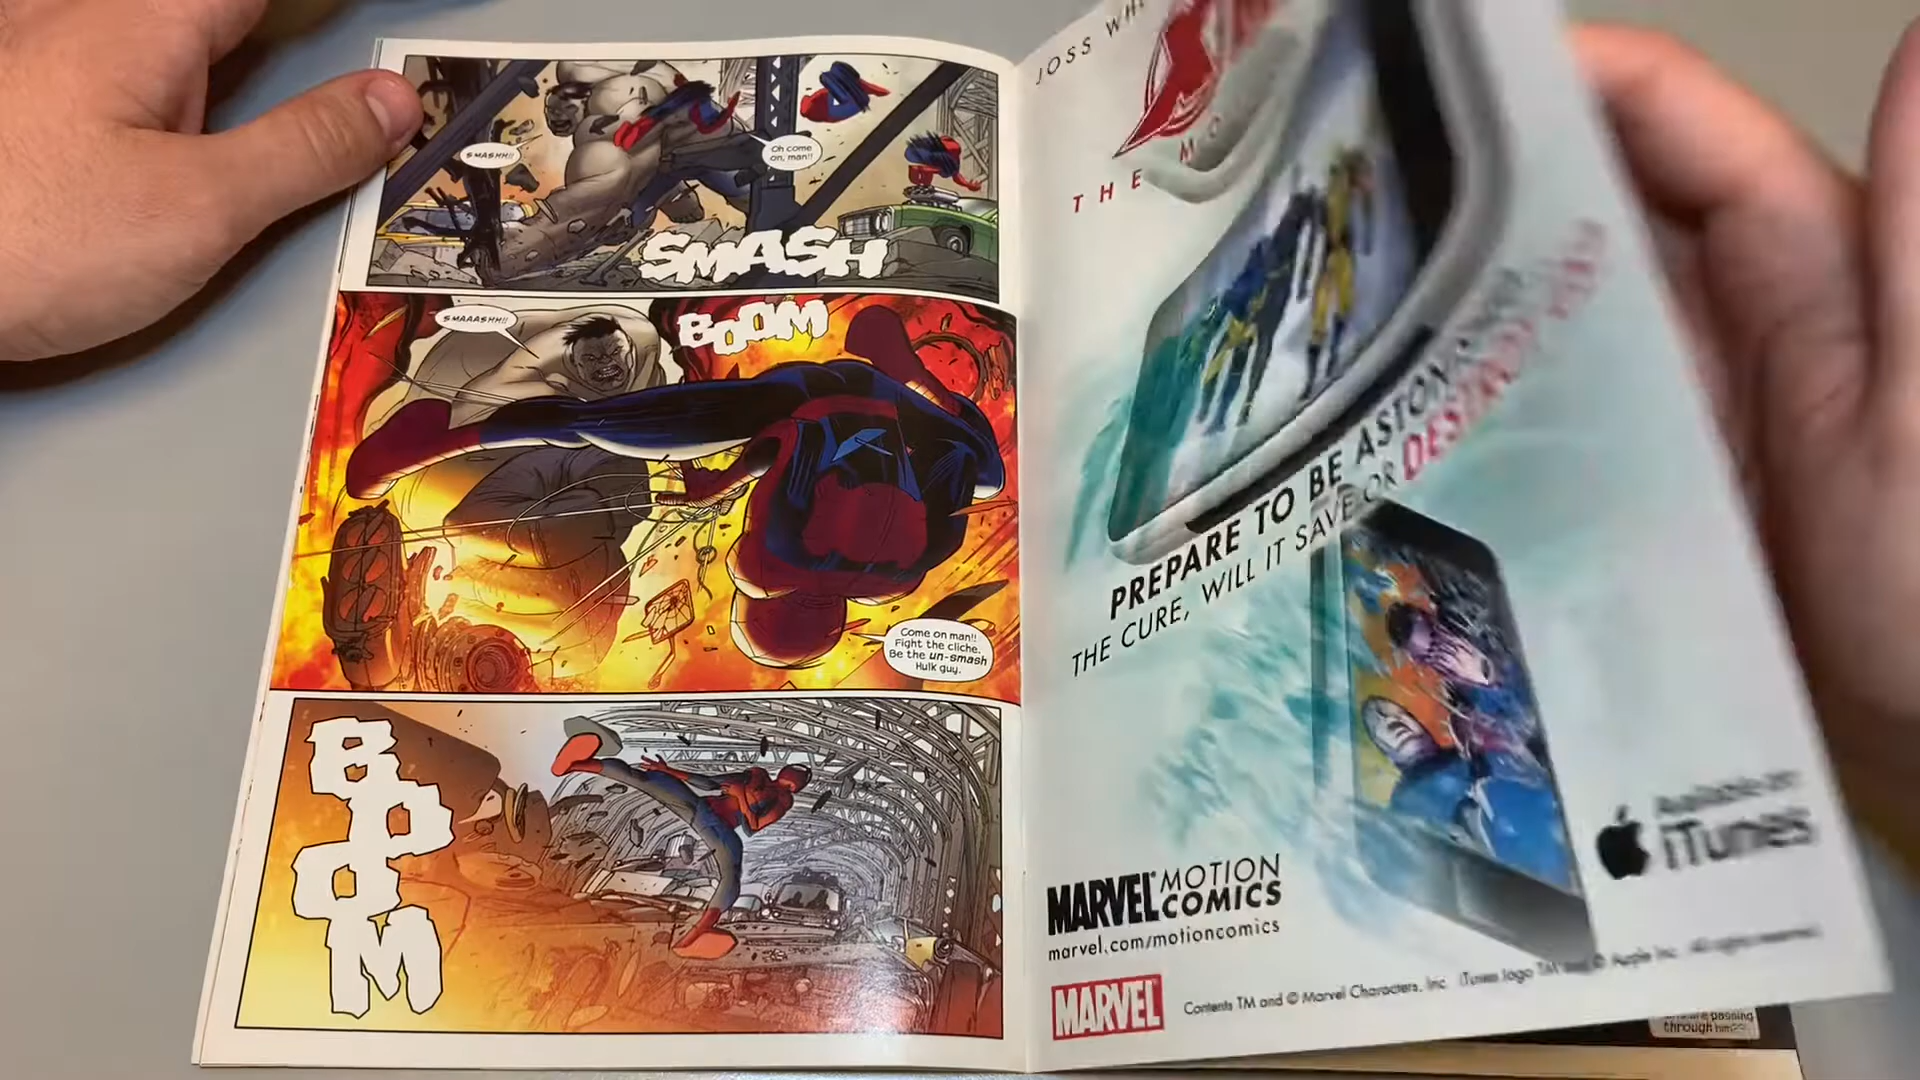 SMASHH!!
Oh come
on, man!!
SMASH
SMAAASHH!!
BOOM
Come on man!!
Fight the cliche.
Be the un-smash
Hulk guy.
BOOM
JOSS
THE
MO
PREPARE TO BE
THE CURE, WILL IT SAVE OR DESTROY
MARVEL MOTION
COMICS
marvel.com/motioncomics
Available on
iTunes
MARVEL
Contents TM and © Marvel Characters, Inc. iTunes logo TM and © Apple Inc. All rights reserved.
are passing
through him??